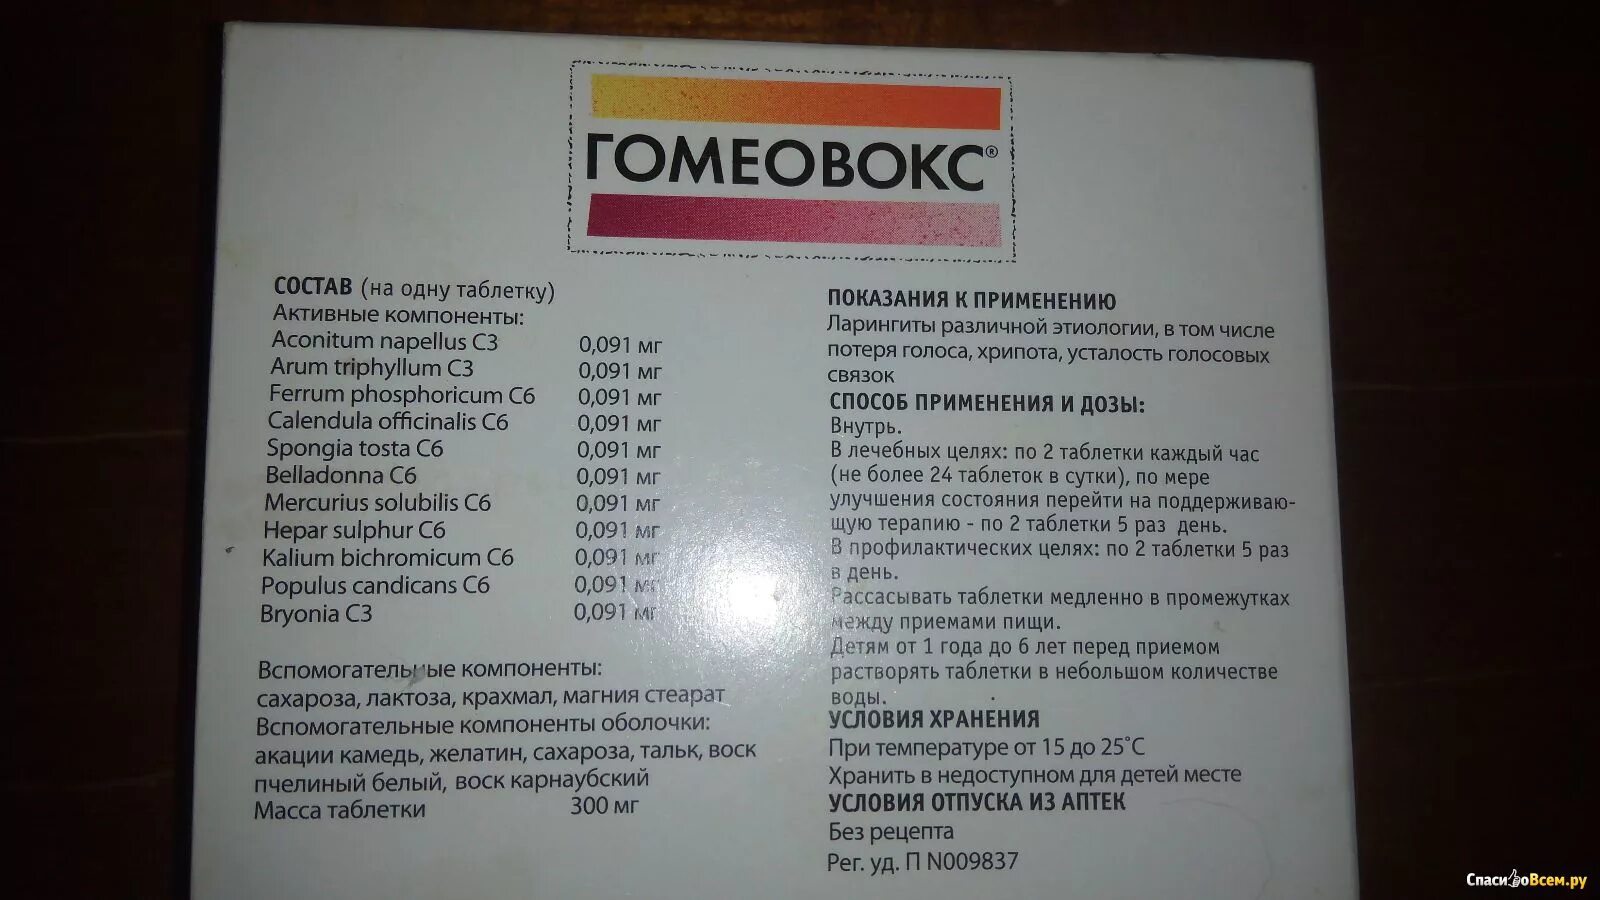 ГОМЕОВОКС®
СОСТАВ (на одну таблетку)
Активные компоненты:
Aconitum napellus C3 0,091 мг
Arum triphyllum C3 0,091 мг
Ferrum phosphoricum C6 0,091 мг
Calendula officinalis C6 0,091 мг
Spongia tosta C6 0,091 мг
Belladonna C6 0,091 мг
Mercurius solubilis C6 0,091 мг
Hepar sulphur C6 0,091 мг
Kalium bichromicum C6 0,091 мг
Populus candicans C6 0,091 мг
Bryonia C3 0,091 мг
Вспомогательные компоненты:
сахароза, лактоза, крахмал, магния стеарат
Вспомогательные компоненты оболочки:
акации камедь, желатин, сахароза, тальк, воск
пчелиный белый, воск карнаубский
Масса таблетки 300 мг
ПОКАЗАНИЯ К ПРИМЕНЕНИЮ
Ларингиты различной этиологии, в том числе
потеря голоса, хрипота, усталость голосовых
связок
СПОСОБ ПРИМЕНЕНИЯ И ДОЗЫ:
Внутрь.
В лечебных целях: по 2 таблетки каждый час
(не более 24 таблеток в сутки), по мере
улучшения состояния перейти на поддерживаю-
щую терапию - по 2 таблетки 5 раз день.
В профилактических целях: по 2 таблетки 5 раз
в день.
Рассасывать таблетки медленно в промежутках
между приемами пищи.
Детям от 1 года до 6 лет перед приемом
растворять таблетки в небольшом количестве
воды.
УСЛОВИЯ ХРАНЕНИЯ
При температуре от 15 до 25°С
Хранить в недоступном для детей месте
УСЛОВИЯ ОТПУСКА ИЗ АПТЕК
Без рецепта
Рег. уд. П N009837
СпасибоВсем.ру